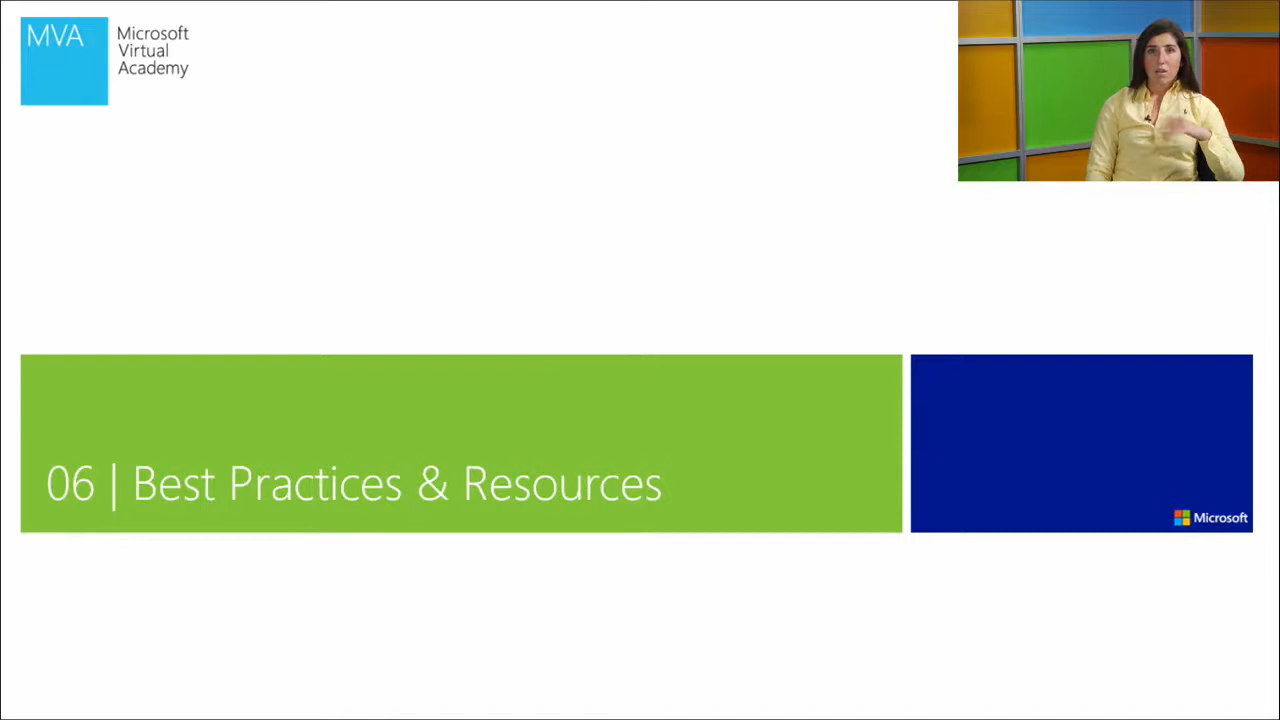 MVA
Microsoft
Virtual
Academy
06 | Best Practices & Resources
Microsoft